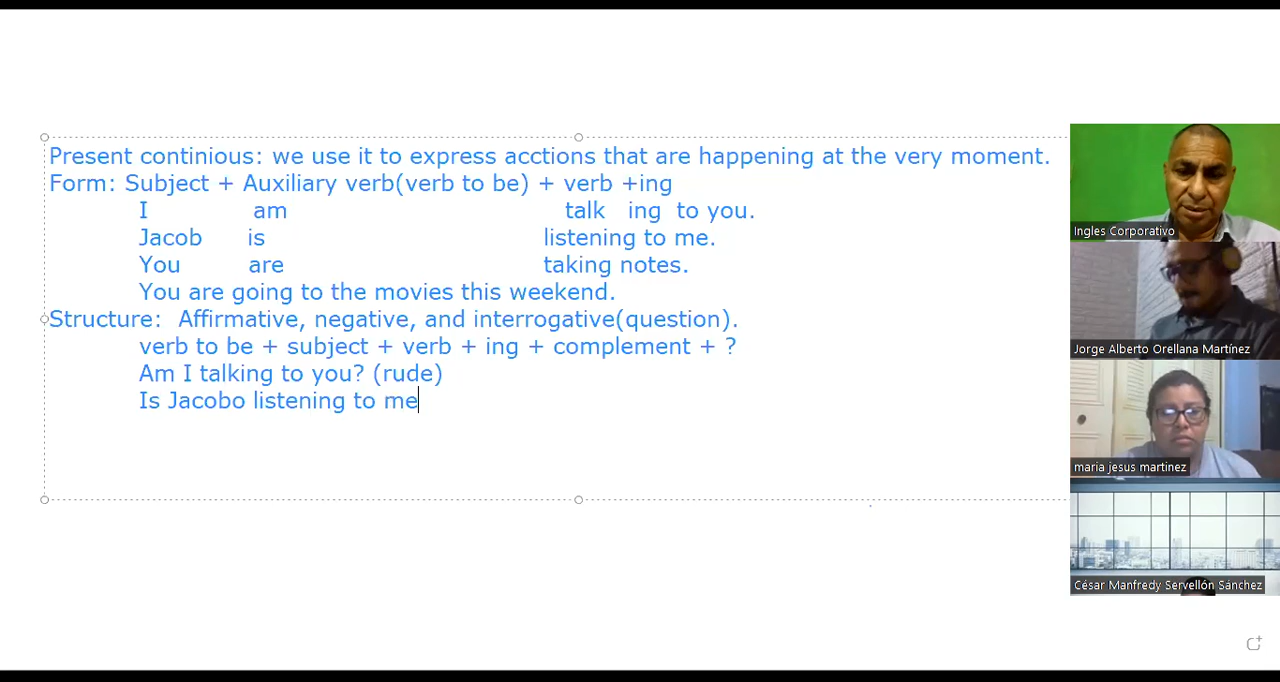 Present continious: we use it to express acctions that are happening at the very moment.
Form: Subject + Auxiliary verb(verb to be) + verb +ing
I am talk ing to you.
Jacob is listening to me.
You are taking notes.
You are going to the movies this weekend.
Structure: Affirmative, negative, and interrogative(question).
verb to be + subject + verb + ing + complement + ?
Am I talking to you? (rude)
Is Jacobo listening to me
Ingles Corporativo
Jorge Alberto Orellana Martínez
maria jesus martinez
César Manfredy Servellón Sánchez